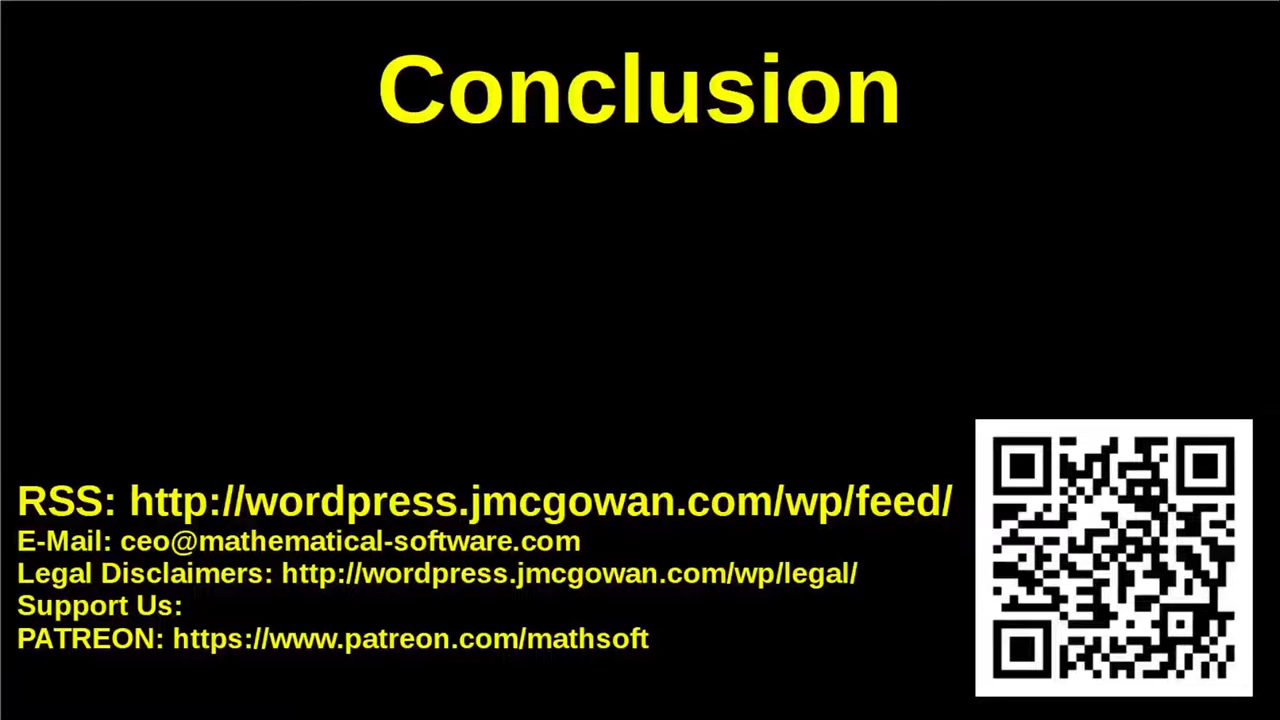 Conclusion
RSS: http://wordpress.jmcgowan.com/wp/feed/
E-Mail: ceo@mathematical-software.com
Legal Disclaimers: http://wordpress.jmcgowan.com/wp/legal/
Support Us:
PATREON: https://www.patreon.com/mathsoft